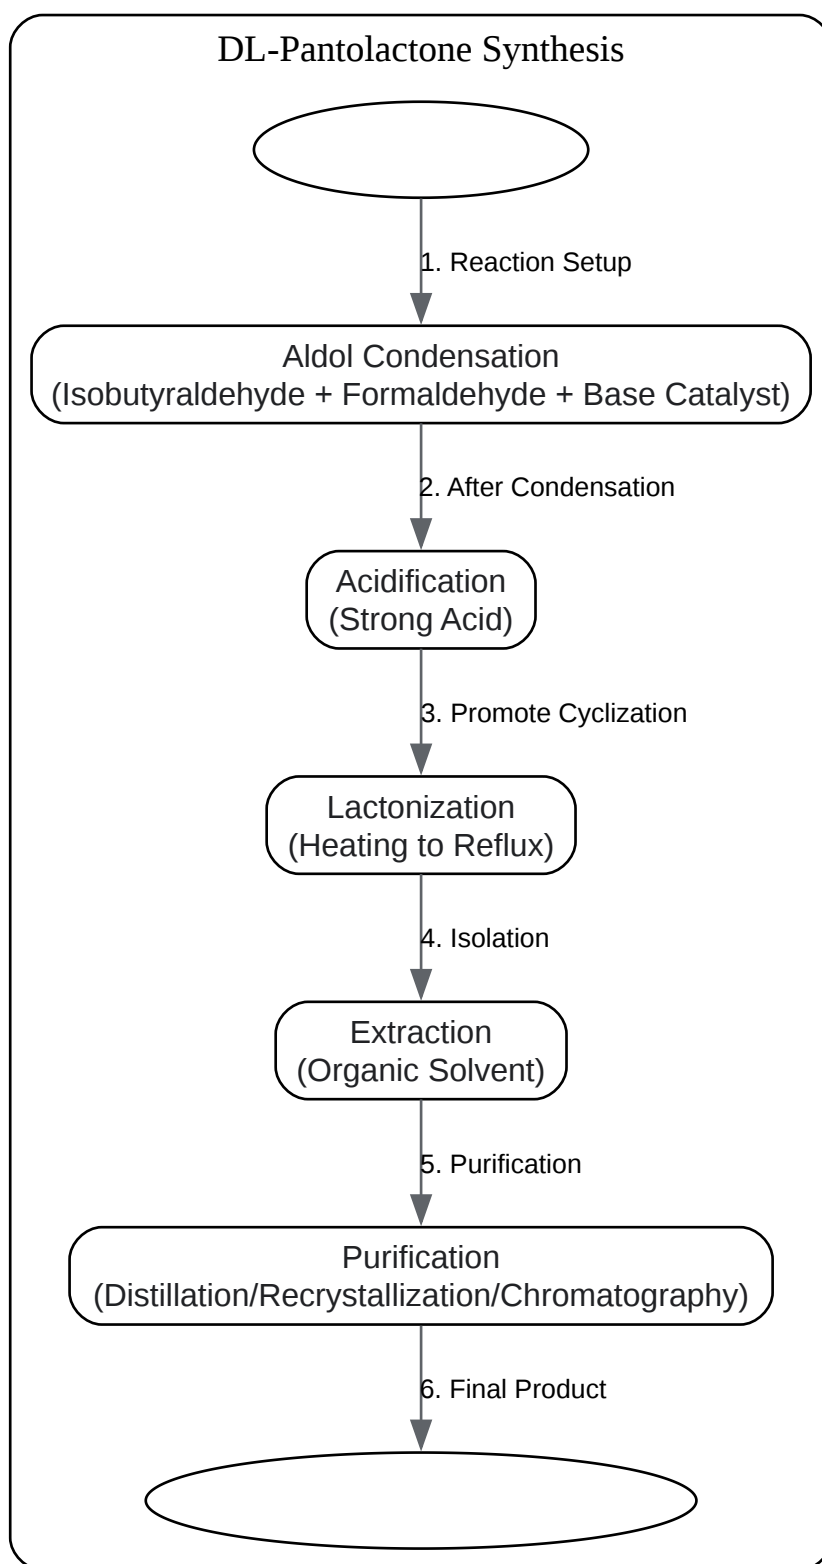 DL-Pantolactone Synthesis
1. Reaction Setup
Aldol Condensation
(Isobutyraldehyde + Formaldehyde + Base Catalyst)
2. After Condensation
Acidification
(Strong Acid)
3. Promote Cyclization
Lactonization
(Heating to Reflux)
4. Isolation
Extraction
(Organic Solvent)
5. Purification
Purification
(Distillation/Recrystallization/Chromatography)
6. Final Product